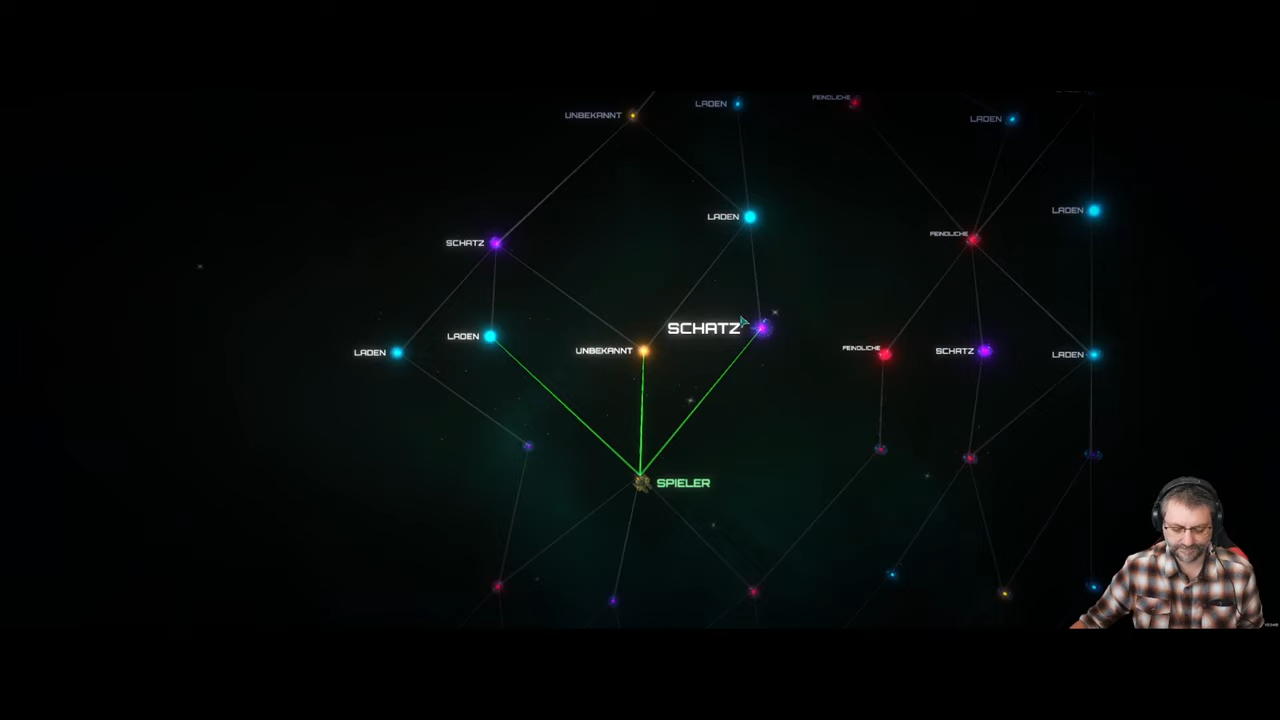 FEINDLICHE
LADEN
UNBEKANNT
LADEN
LADEN
LADEN
FEINDLICHE
SCHATZ
SCHATZ
LADEN
FEINDLICHE
UNBEKANNT
SCHATZ
LADEN
LADEN
SPIELER